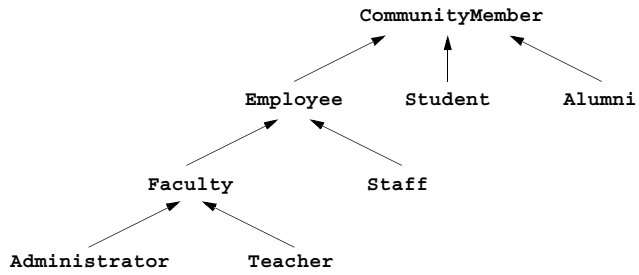 CommunityMember
Employee Student Alumni
Faculty Staff
Administrator Teacher